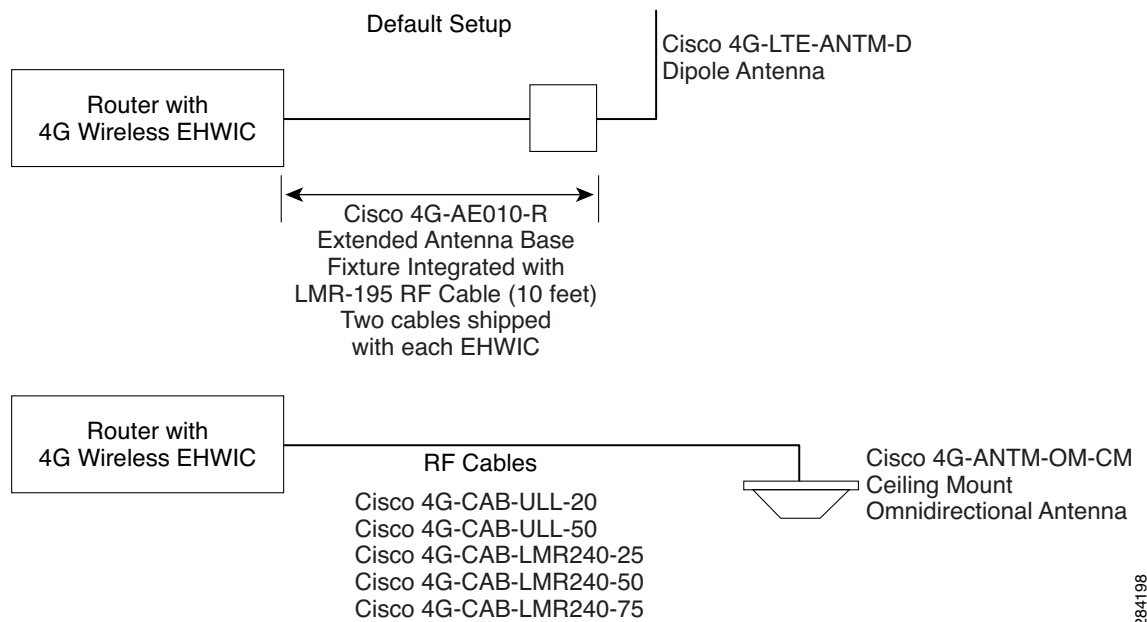 Default Setup
Cisco 4G-LTE-ANTM-D
Dipole Antenna
Router with
4G Wireless EHWIC
Cisco 4G-AE010-R
Extended Antenna Base
Fixture Integrated with
LMR-195 RF Cable (10 feet)
Two cables shipped
with each EHWIC
Router with
4G Wireless EHWIC
RF Cables
Cisco 4G-CAB-ULL-20
Cisco 4G-CAB-ULL-50
Cisco 4G-CAB-LMR240-25
Cisco 4G-CAB-LMR240-50
Cisco 4G-CAB-LMR240-75
Cisco 4G-ANTM-OM-CM
Ceiling Mount
Omnidirectional Antenna
284198